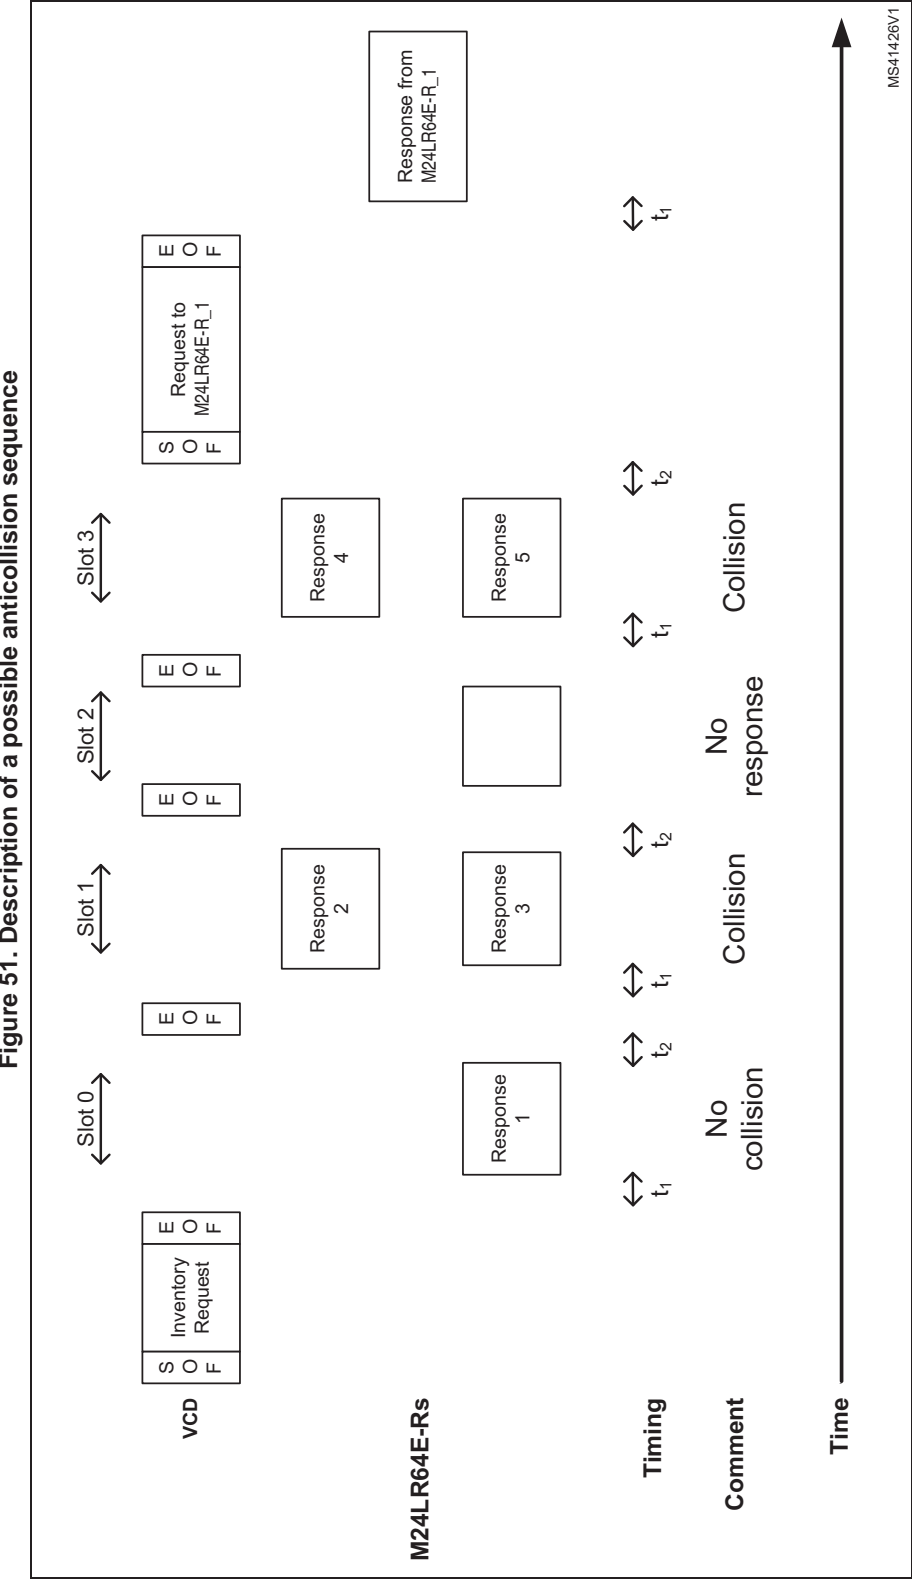 Figure 51. Description of a possible anticollision sequence
Slot 0
Slot 1
Slot 2
Slot 3
VCD
S O F
Inventory
Request
E O F
E O F
E O F
E O F
S O F
Request to
M24LR64E-R_1
E O F
M24LR64E-Rs
Response
1
Response
2
Response
3
Response
4
Response
5
Response from
M24LR64E-R_1
Timing
t1
t2
t1
t2
t1
t2
t1
Comment
No
collision
Collision
No
response
Collision
Time
MS41426V1